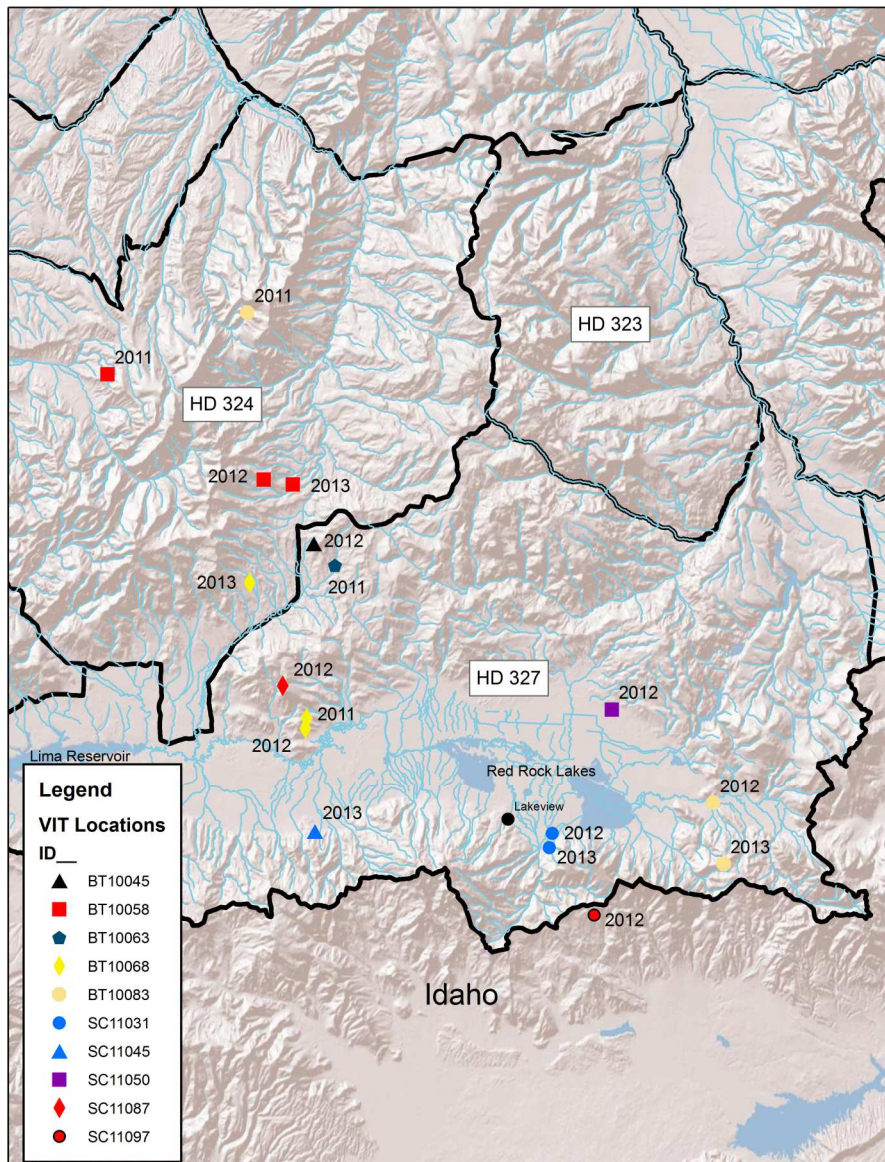 2011
2011
HD 323
HD 324
2012
2013
2012
2011
2013
2012
HD 327
2012
2011
2012
Lima Reservoir
Red Rock Lakes
2012
Lakeview
2013
2012
2013
2013
2012
Idaho
Legend
VIT Locations
ID__
BT10045
BT10058
BT10063
BT10068
BT10083
SC11031
SC11045
SC11050
SC11087
SC11097